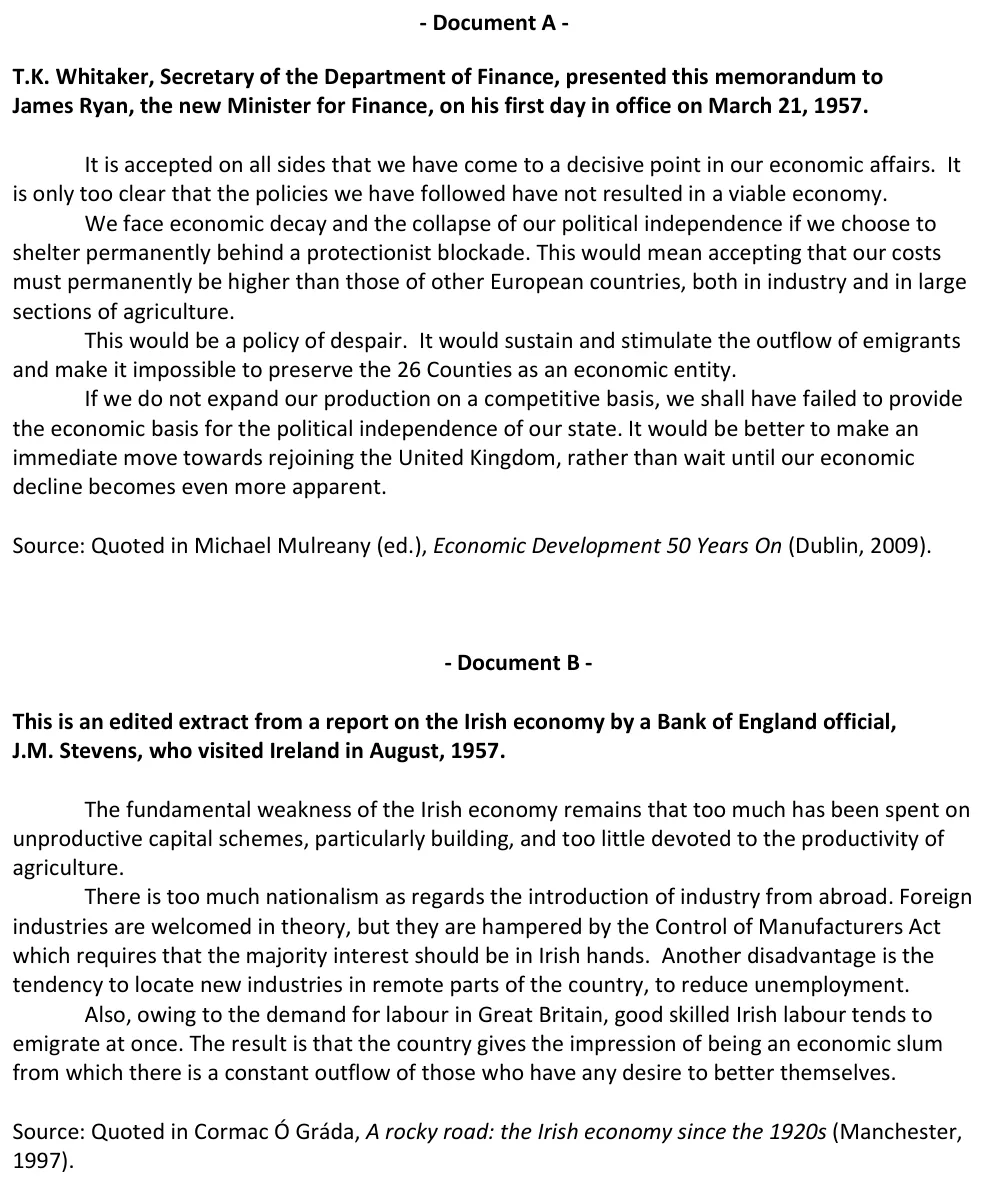 - Document A -
T.K. Whitaker, Secretary of the Department of Finance, presented this memorandum to
James Ryan, the new Minister for Finance, on his first day in office on March 21, 1957.
It is accepted on all sides that we have come to a decisive point in our economic affairs.  It
is only too clear that the policies we have followed have not resulted in a viable economy.
We face economic decay and the collapse of our political independence if we choose to
shelter permanently behind a protectionist blockade. This would mean accepting that our costs
must permanently be higher than those of other European countries, both in industry and in large
sections of agriculture.
This would be a policy of despair.  It would sustain and stimulate the outflow of emigrants
and make it impossible to preserve the 26 Counties as an economic entity.
If we do not expand our production on a competitive basis, we shall have failed to provide
the economic basis for the political independence of our state. It would be better to make an
immediate move towards rejoining the United Kingdom, rather than wait until our economic
decline becomes even more apparent.
Source: Quoted in Michael Mulreany (ed.), Economic Development 50 Years On (Dublin, 2009).
- Document B -
This is an edited extract from a report on the Irish economy by a Bank of England official,
J.M. Stevens, who visited Ireland in August, 1957.
The fundamental weakness of the Irish economy remains that too much has been spent on
unproductive capital schemes, particularly building, and too little devoted to the productivity of
agriculture.
There is too much nationalism as regards the introduction of industry from abroad. Foreign
industries are welcomed in theory, but they are hampered by the Control of Manufacturers Act
which requires that the majority interest should be in Irish hands.  Another disadvantage is the
tendency to locate new industries in remote parts of the country, to reduce unemployment.
Also, owing to the demand for labour in Great Britain, good skilled Irish labour tends to
emigrate at once. The result is that the country gives the impression of being an economic slum
from which there is a constant outflow of those who have any desire to better themselves.
Source: Quoted in Cormac Ó Gráda, A rocky road: the Irish economy since the 1920s (Manchester,
1997).